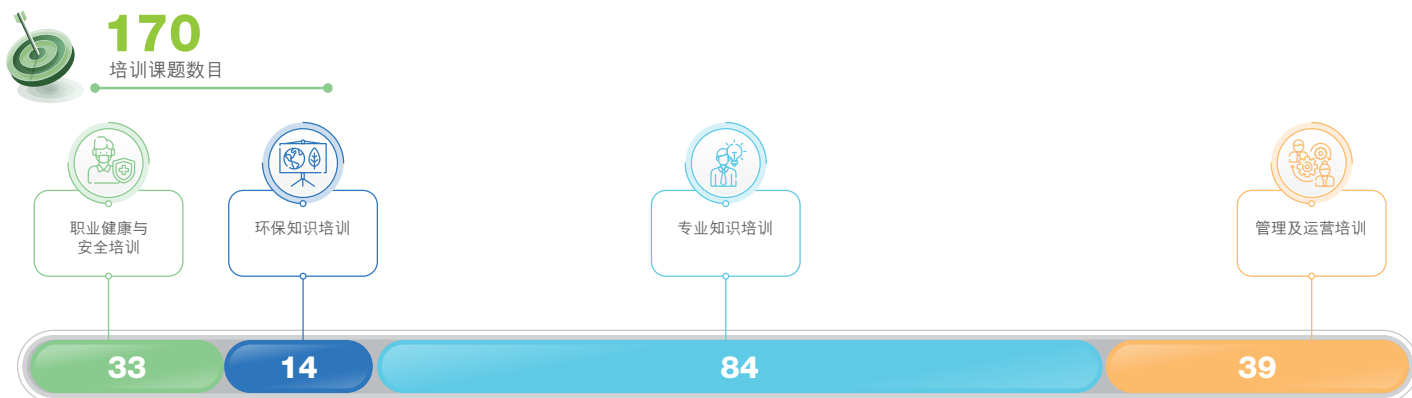 170
培训课题数目
职业健康与
安全培训
环保知识培训
专业知识培训
管理及运营培训
33
14
84
39